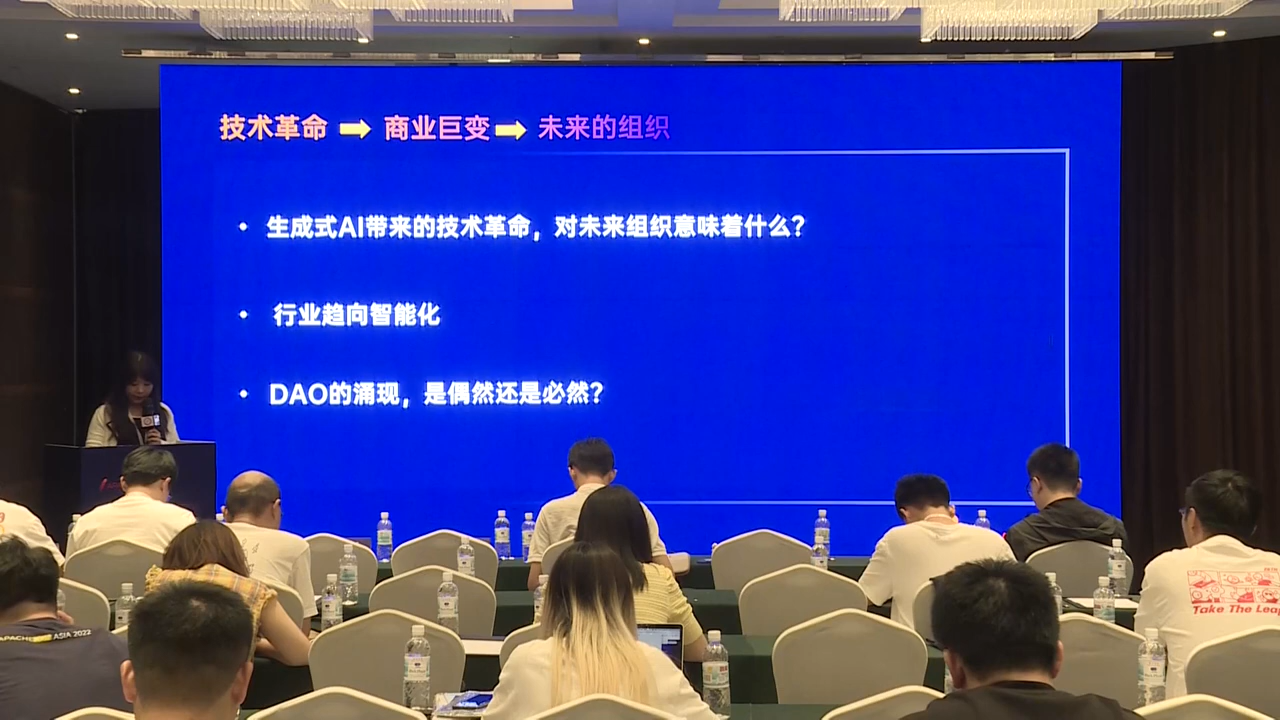 技术革命 ➡ 商业巨变 ➡ 未来的组织
• 生成式AI带来的技术革命，对未来组织意味着什么？
• 行业趋向智能化
• DAO的涌现，是偶然还是必然？
ASIA 2022
Take The Leap